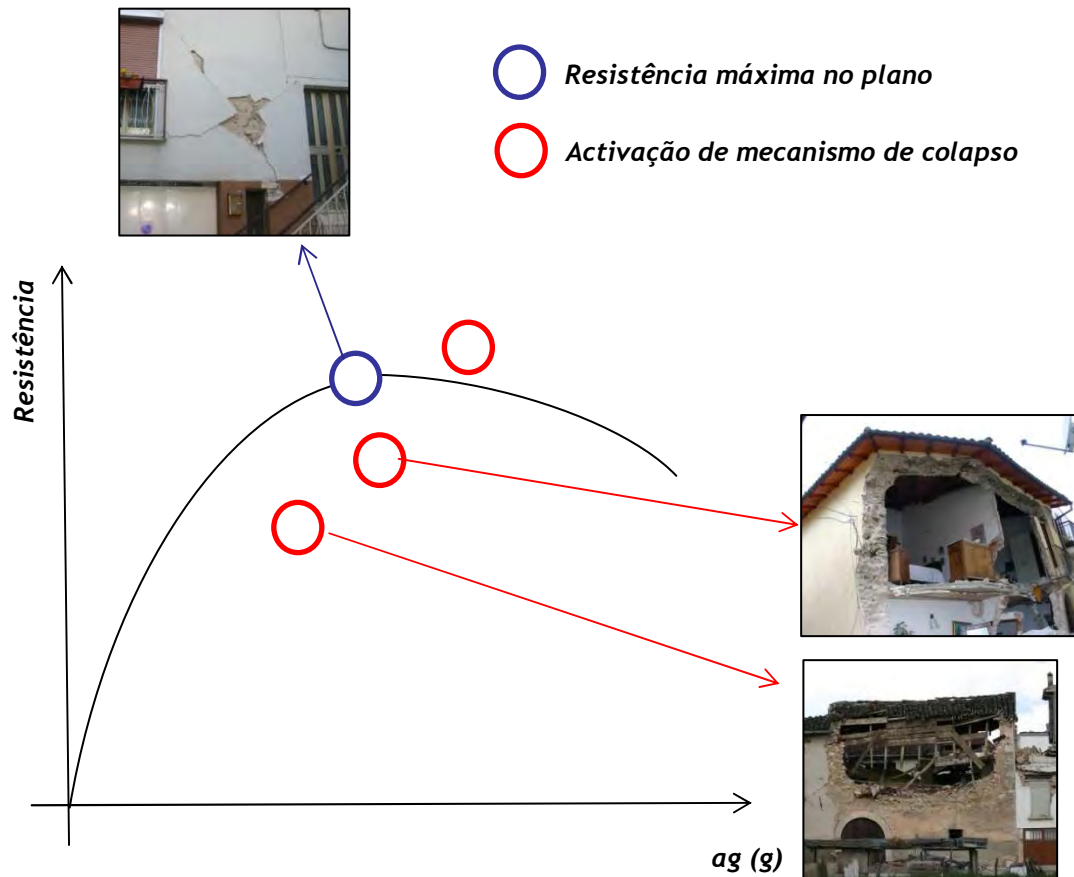 Resistência máxima no plano
Activação de mecanismo de colapso
Resistência
ag (g)